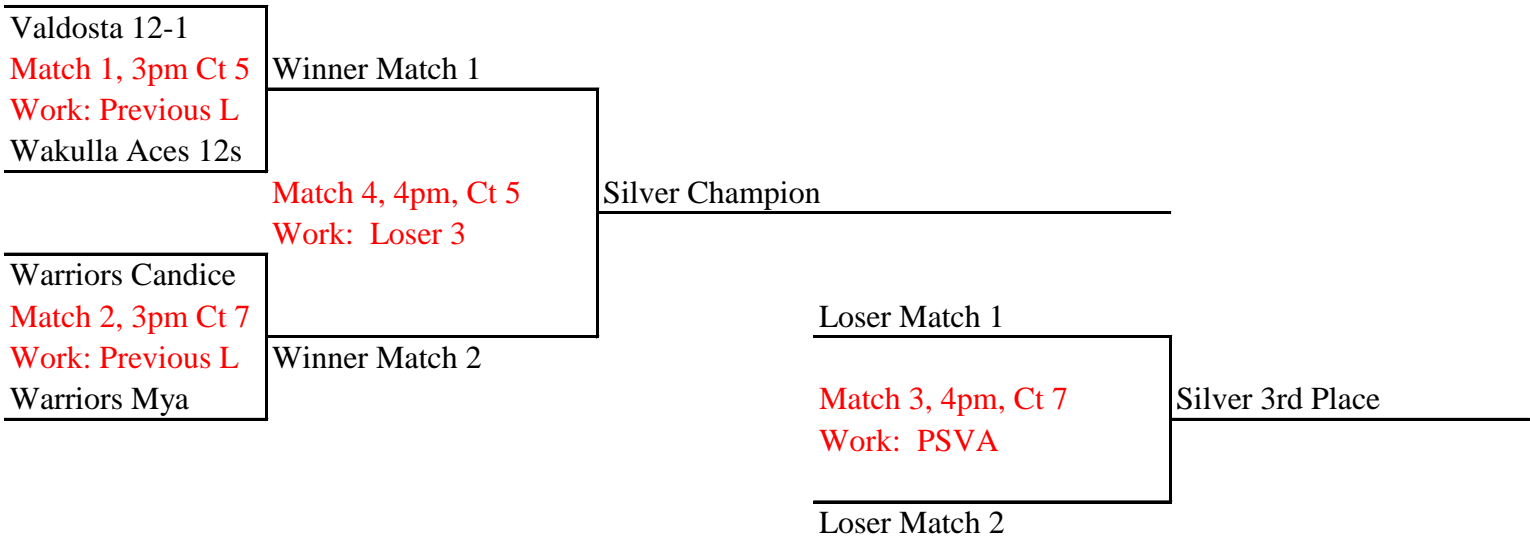 Valdosta 12-1
Match 1, 3pm Ct 5
Work: Previous L
Wakulla Aces 12s
Winner Match 1
Match 4, 4pm, Ct 5
Work:  Loser 3
Silver Champion
Warriors Candice
Match 2, 3pm Ct 7
Work: Previous L
Warriors Mya
Winner Match 2
Loser Match 1
Match 3, 4pm, Ct 7
Work:  PSVA
Silver 3rd Place
Loser Match 2